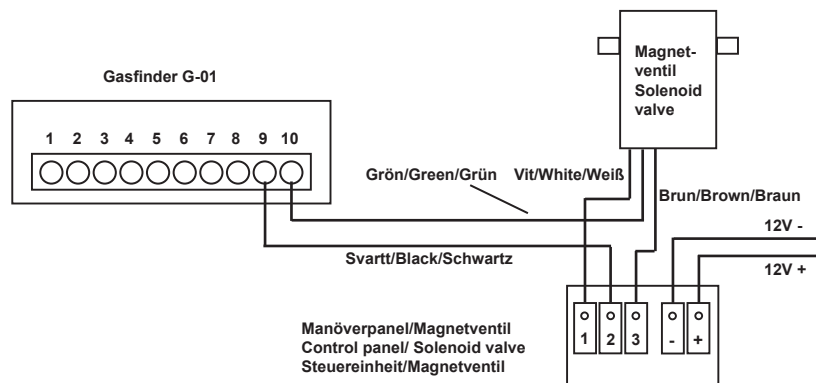 Magnet-
ventil
Solenoid
valve
Gasfinder G-01
1 2 3 4 5 6 7 8 9 10
Grön/Green/Grün
Vit/White/Weiß
Brun/Brown/Braun
12V -
Svartt/Black/Schwartz
12V +
Manöverpanel/Magnetventil
Control panel/ Solenoid valve
Steuereinheit/Magnetventil
1 2 3 - +